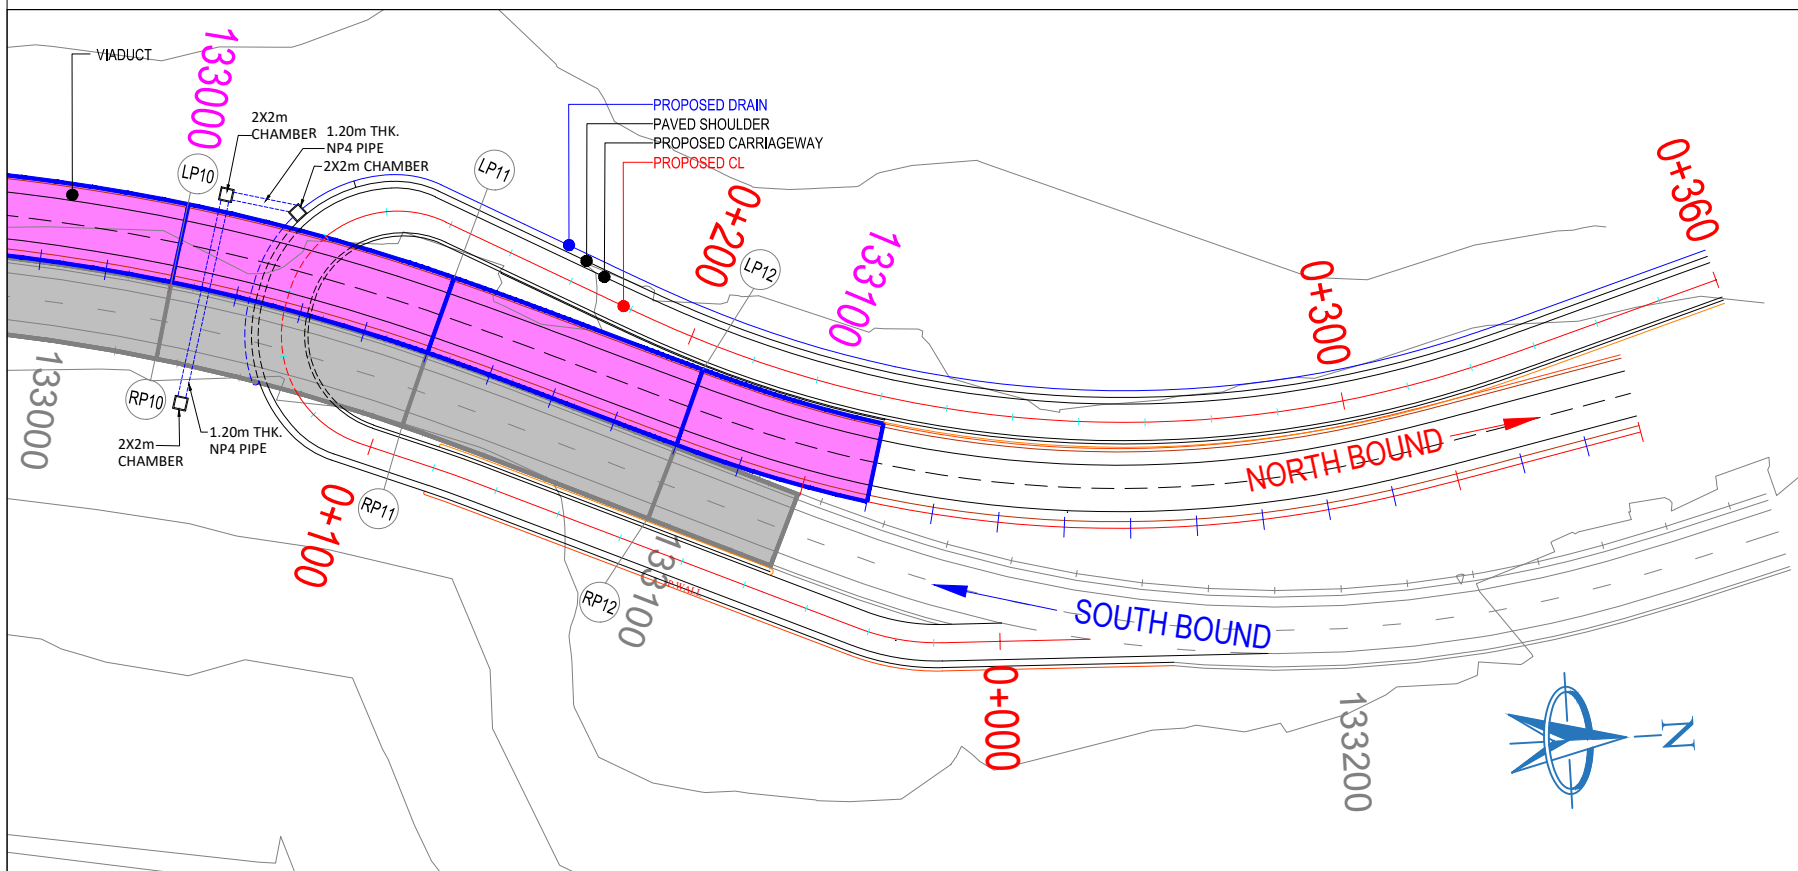 VIADUCT
133000
2X2m
CHAMBER
1.20m THK.
NP4 PIPE
2X2m CHAMBER
PROPOSED DRAIN
PAVED SHOULDER
PROPOSED CARRIAGEWAY
PROPOSED CL
LP10
LP11
LP12
0+200
133100
0+300
0+360
RP10
133000
2X2m
CHAMBER
1.20m THK.
NP4 PIPE
0+100
RP11
RP12
133100
NORTH BOUND
SOUTH BOUND
0+000
133200
N